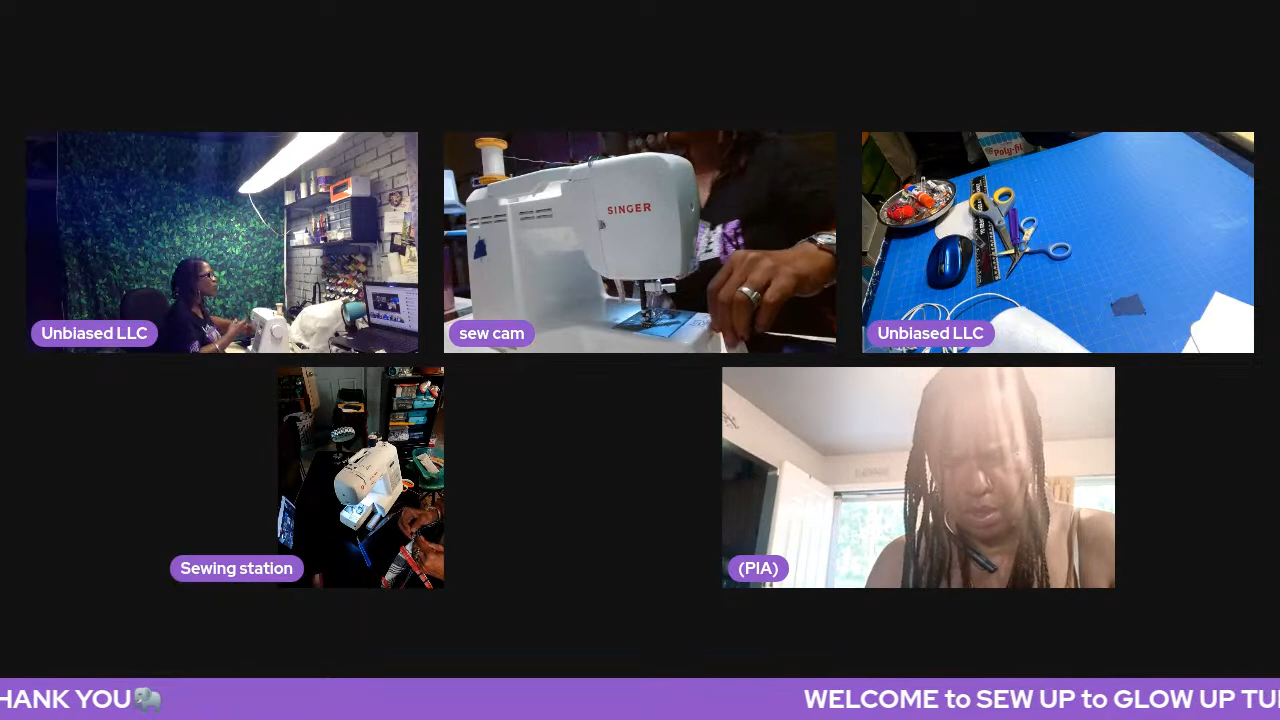 SINGER
Poly-fil
Unbiased LLC
sew cam
Unbiased LLC
Sewing station
(PIA)
HANK YOU🐘
WELCOME to SEW UP to GLOW UP TU